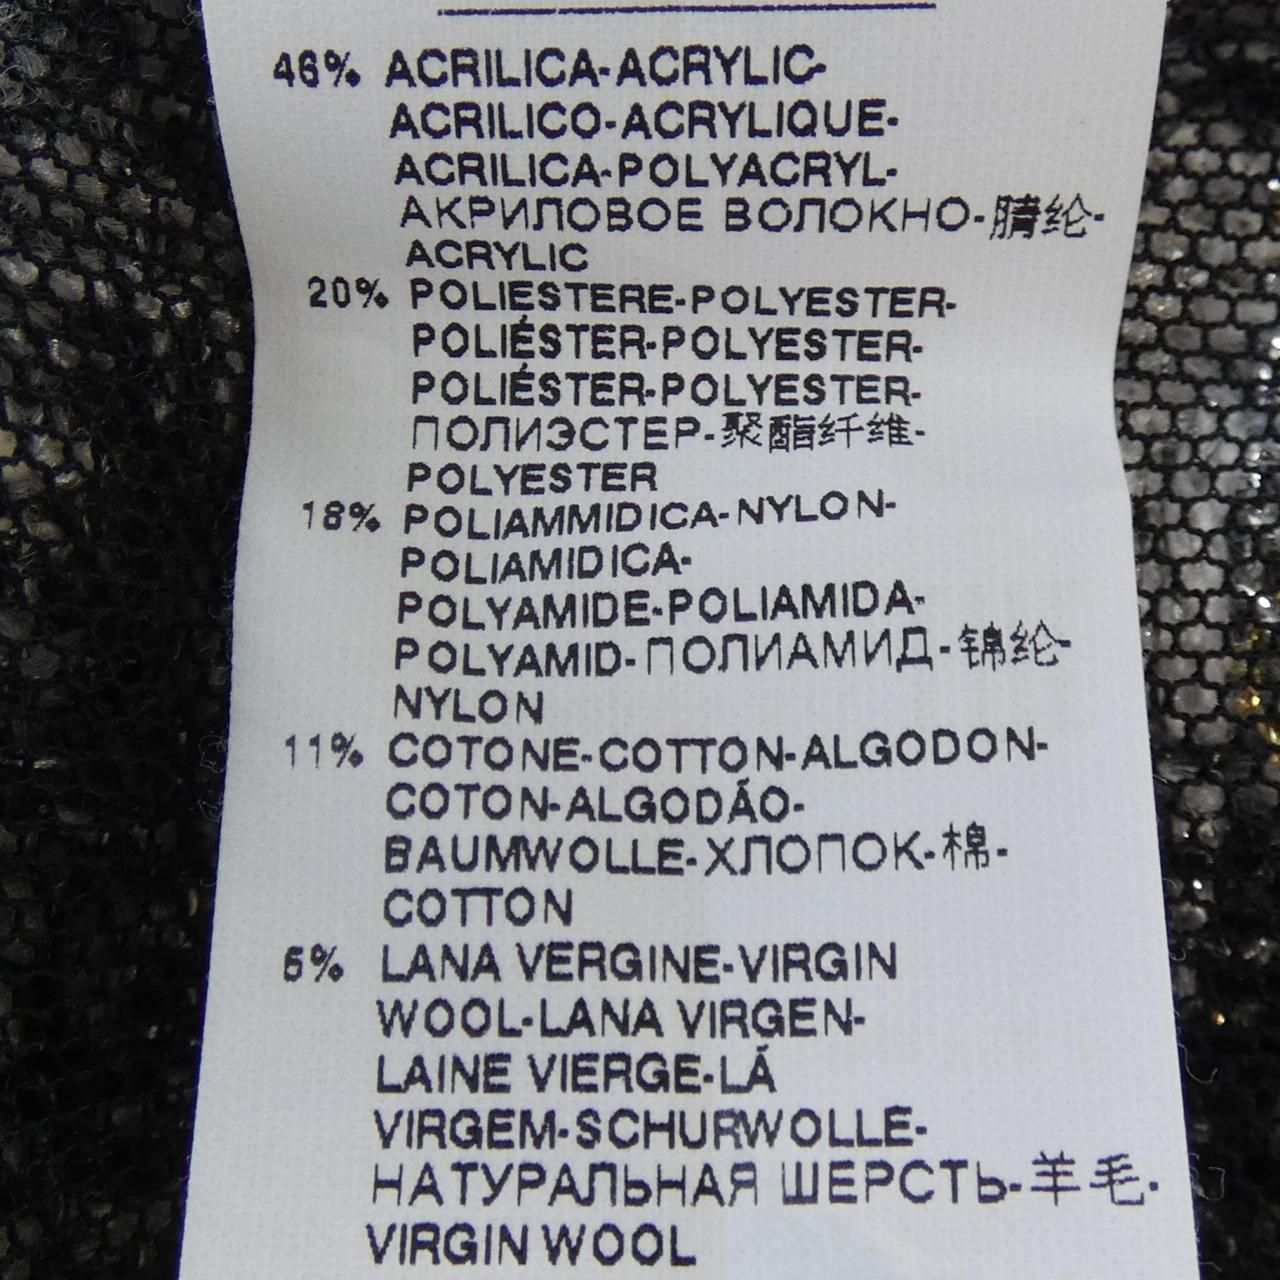 46% ACRILICA-ACRYLIC-
ACRILICO-ACRYLIQUE-
ACRILICA-POLYACRYL-
АКРИЛОВОЕ ВОЛОКНО-腈纶-
ACRYLIC
20% POLIESTERE-POLYESTER-
POLIÉSTER-POLYESTER-
POLIÉSTER-POLYESTER-
ПОЛИЭСТЕР-聚酯纤维-
POLYESTER
18% POLIAMMIDICA-NYLON-
POLIAMIDICA-
POLYAMIDE-POLIAMIDA-
POLYAMID-ПОЛИАМИД-锦纶-
NYLON
11% COTONE-COTTON-ALGODON-
COTON-ALGODÃO-
BAUMWOLLE-ХЛОПОК-棉-
COTTON
5% LANA VERGINE-VIRGIN
WOOL-LANA VIRGEN-
LAINE VIERGE-LÃ
VIRGEM-SCHURWOLLE-
НАТУРАЛЬНАЯ ШЕРСТЬ-羊毛-
VIRGIN WOOL